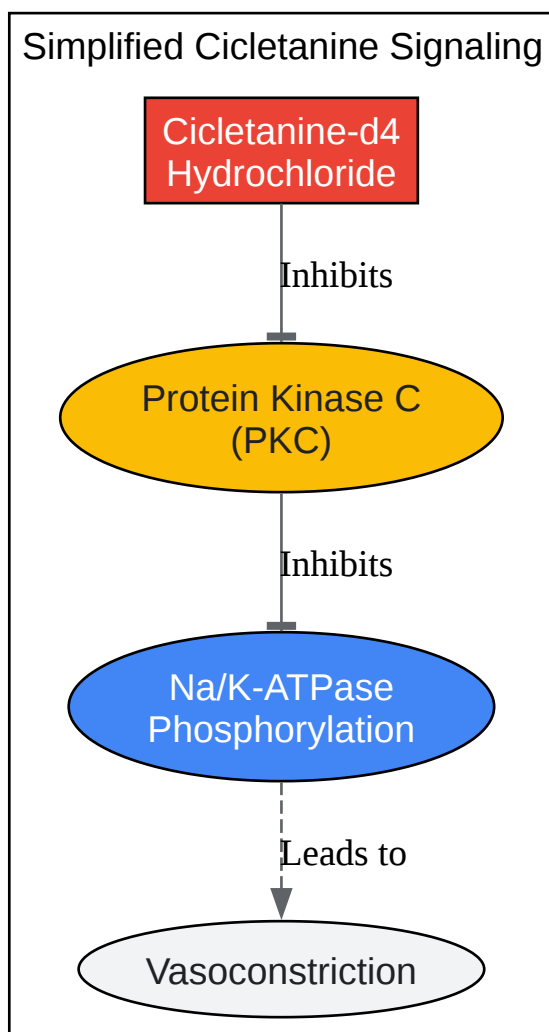 Simplified Cicletanine Signaling
Cicletanine-d4
Hydrochloride
Inhibits
Protein Kinase C
(PKC)
Inhibits
Na/K-ATPase
Phosphorylation
Leads to
Vasoconstriction